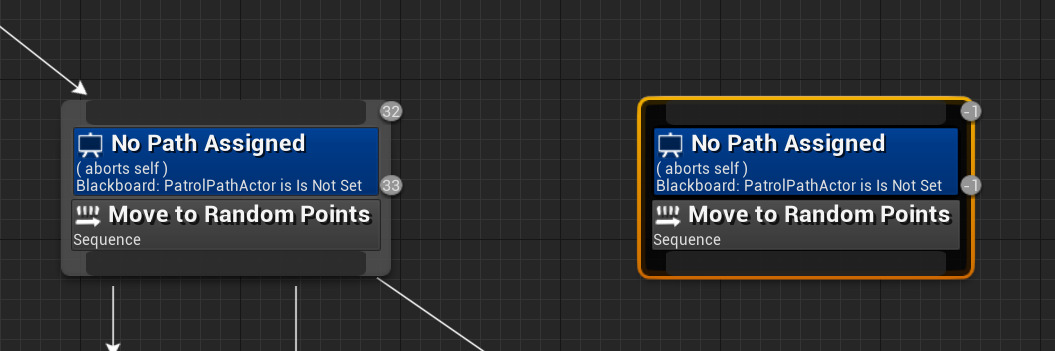 32
No Path Assigned
( aborts self )
Blackboard: PatrolPathActor is Is Not Set
33
Move to Random Points
Sequence
-1
No Path Assigned
( aborts self )
Blackboard: PatrolPathActor is Is Not Set
-1
Move to Random Points
Sequence